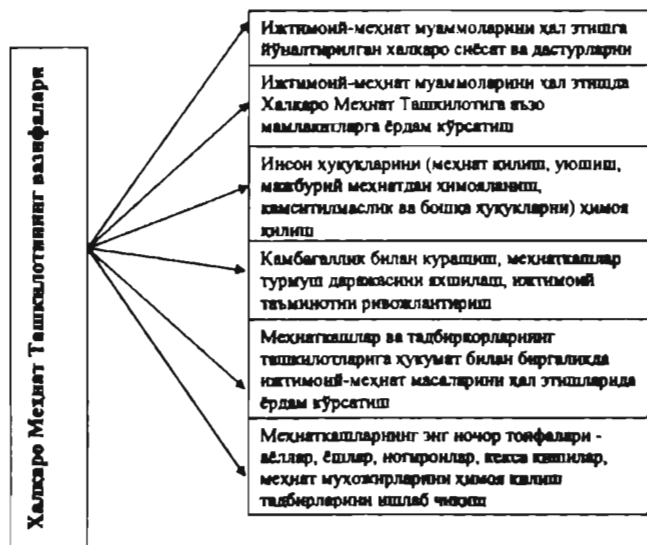 Халқаро Меҳнат Ташкилотининг вазифалари
Ижтимоий-меҳнат муаммоларини ҳал этишга
йўналтирилган халқаро сиёсат ва дастурларни
Ижтимоий-меҳнат муаммоларини ҳал этишда
Халқаро Меҳнат Ташкилотига аъзо
мамлакатларга ёрдам кўрсатиш
Инсон ҳуқуқларини (меҳнат қилиш, уюшиш,
мажбурий меҳнатдан ҳимояланиш,
камситилмаслик ва бошқа ҳуқуқларни) ҳимоя
қилиш
Қамбағаллик билан курашиш, меҳнаткашлар
турмуш даражасини яхшилаш, ижтимоий
таъминотни ривожлантириш
Меҳнаткашлар ва тадбиркорларнинг
ташкилотларига ҳукумат билан биргаликда
ижтимоий-меҳнат масаларини ҳал этишларида
ёрдам кўрсатиш
Меҳнаткашларнинг энг ночор тоифалари -
аёллар, ёшлар, ногиронлар, кекса кишилар,
меҳнат муҳожирларини ҳимоя қилиш
тадбирларини ишлаб чиқиш